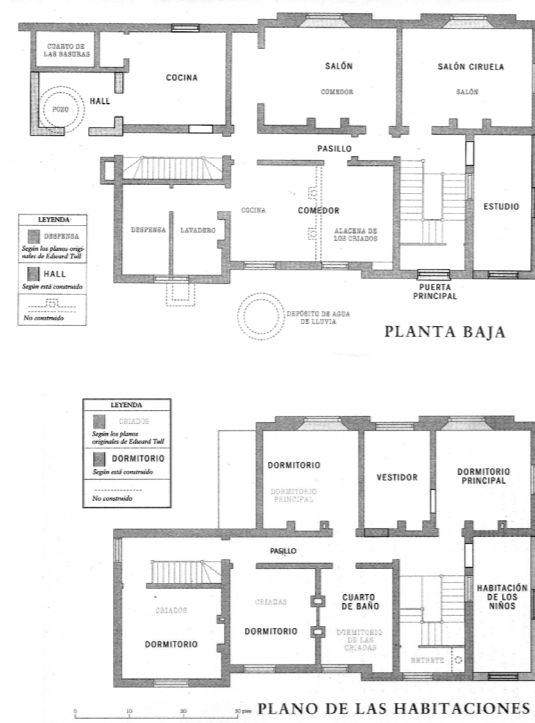 CUARTO DE
LAS BASURAS
COCINA
HALL
POZO
SALÓN
COMEDOR
SALÓN CIRUELA
SALÓN
PASILLO
ESTUDIO
DESPENSA
LAVADERO
COCINA
COMEDOR
ALACENA DE
LOS CRIADOS
LEYENDA
DESPENSA
Según los planos origi-
nales de Edward Tull
HALL
Según está construido
No construido
PUERTA
PRINCIPAL
DEPÓSITO DE AGUA
DE LLUVIA
PLANTA BAJA
LEYENDA
CRIADOS
Según los planos
originales de Edward Tull
DORMITORIO
Según está construido
No construido
DORMITORIO
DORMITORIO
PRINCIPAL
VESTIDOR
DORMITORIO
PRINCIPAL
PASILLO
CRIADOS
DORMITORIO
CRIADAS
DORMITORIO
CUARTO
DE BAÑO
DORMITORIO
DE LAS
CRIADAS
RETRETE
HABITACIÓN
DE LOS
NIÑOS
0 10 20 30 pies
PLANO DE LAS HABITACIONES